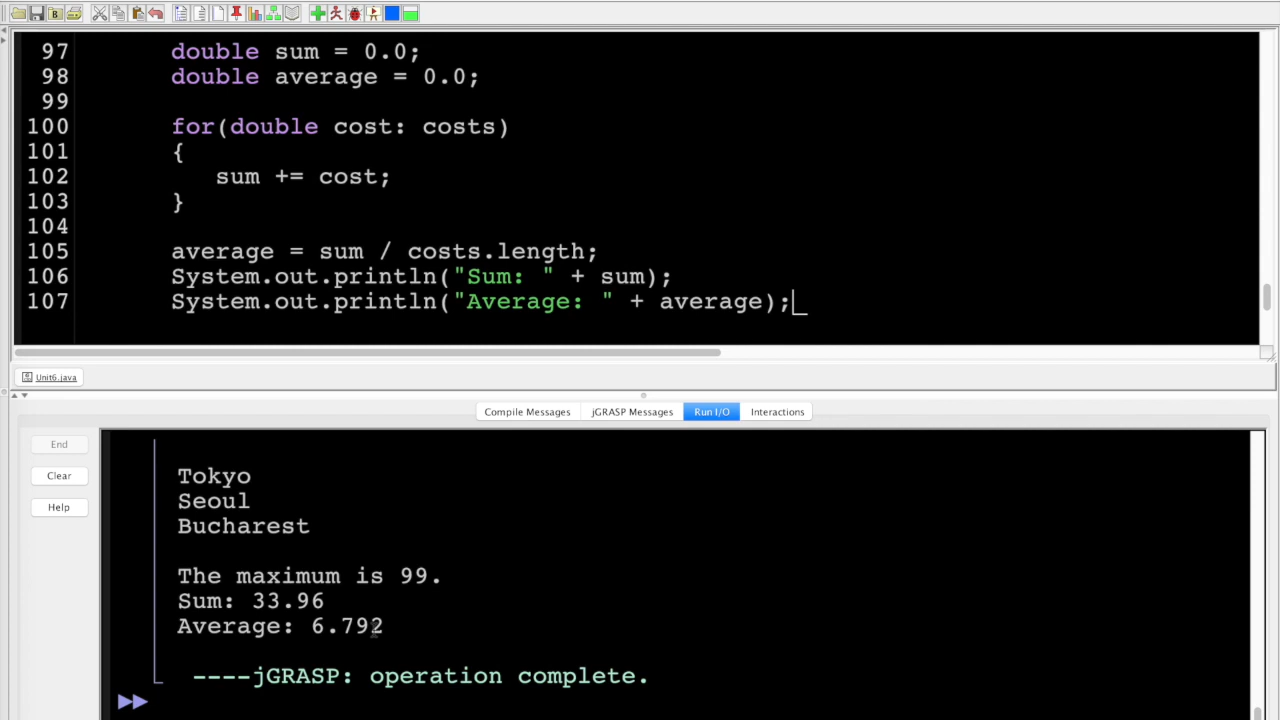 97 double sum = 0.0;
98 double average = 0.0;
99
100 for(double cost: costs)
101 {
102 sum += cost;
103 }
104
105 average = sum / costs.length;
106 System.out.println("Sum: " + sum);
107 System.out.println("Average: " + average);
Unit6.java
Compile Messages jGRASP Messages Run I/O Interactions
End
Clear
Help
Tokyo
Seoul
Bucharest
The maximum is 99.
Sum: 33.96
Average: 6.792
----jGRASP: operation complete.